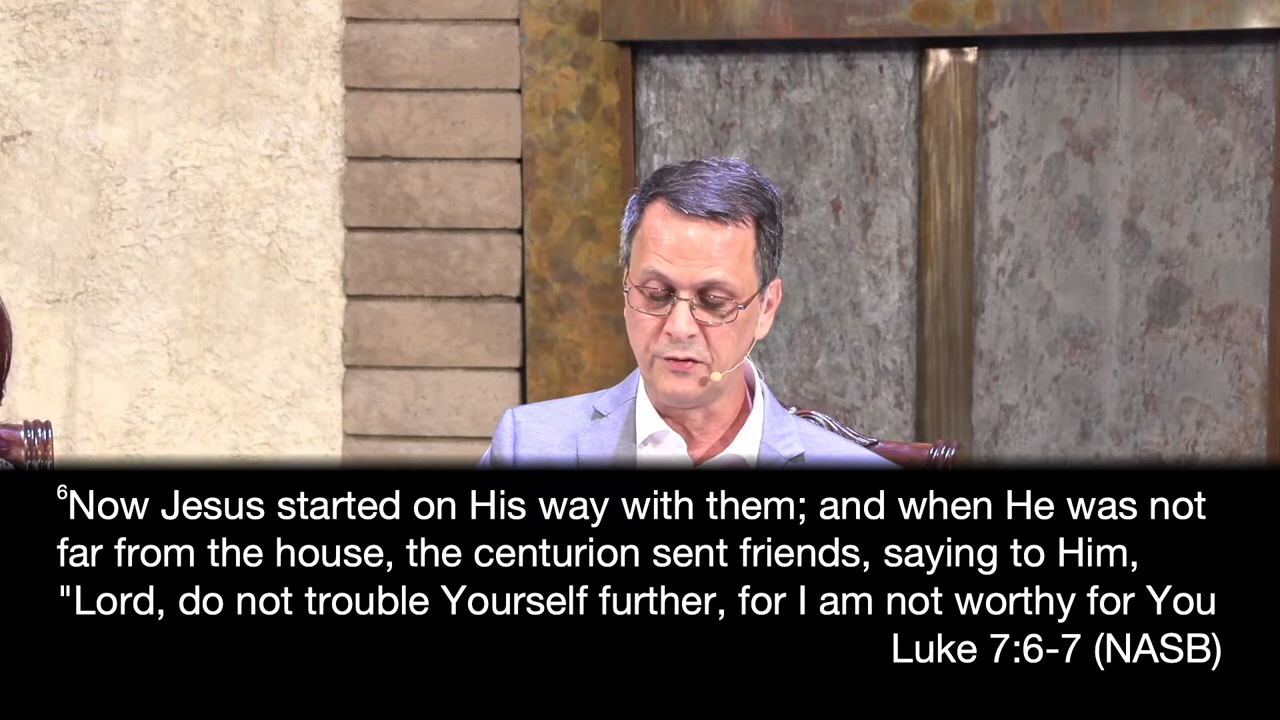 ⁶Now Jesus started on His way with them; and when He was not
far from the house, the centurion sent friends, saying to Him,
"Lord, do not trouble Yourself further, for I am not worthy for You
Luke 7:6-7 (NASB)